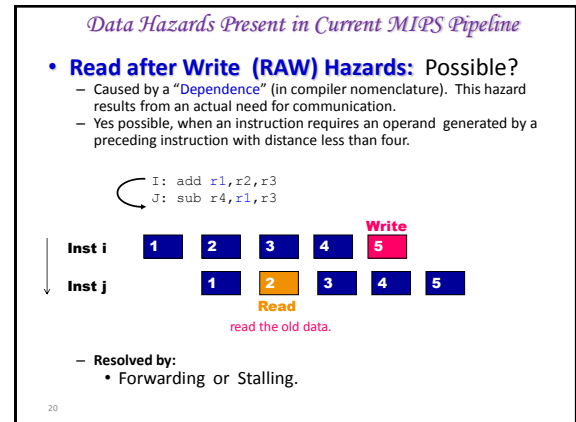 Data Hazards Present in Current MIPS Pipeline
• Read after Write (RAW) Hazards: Possible?
– Caused by a “Dependence” (in compiler nomenclature). This hazard
results from an actual need for communication.
– Yes possible, when an instruction requires an operand generated by a
preceding instruction with distance less than four.
I: add r1,r2,r3
J: sub r4,r1,r3
Write
Inst i 1 2 3 4 5
Inst j 1 2 3 4 5
Read
read the old data.
– Resolved by:
• Forwarding or Stalling.
20